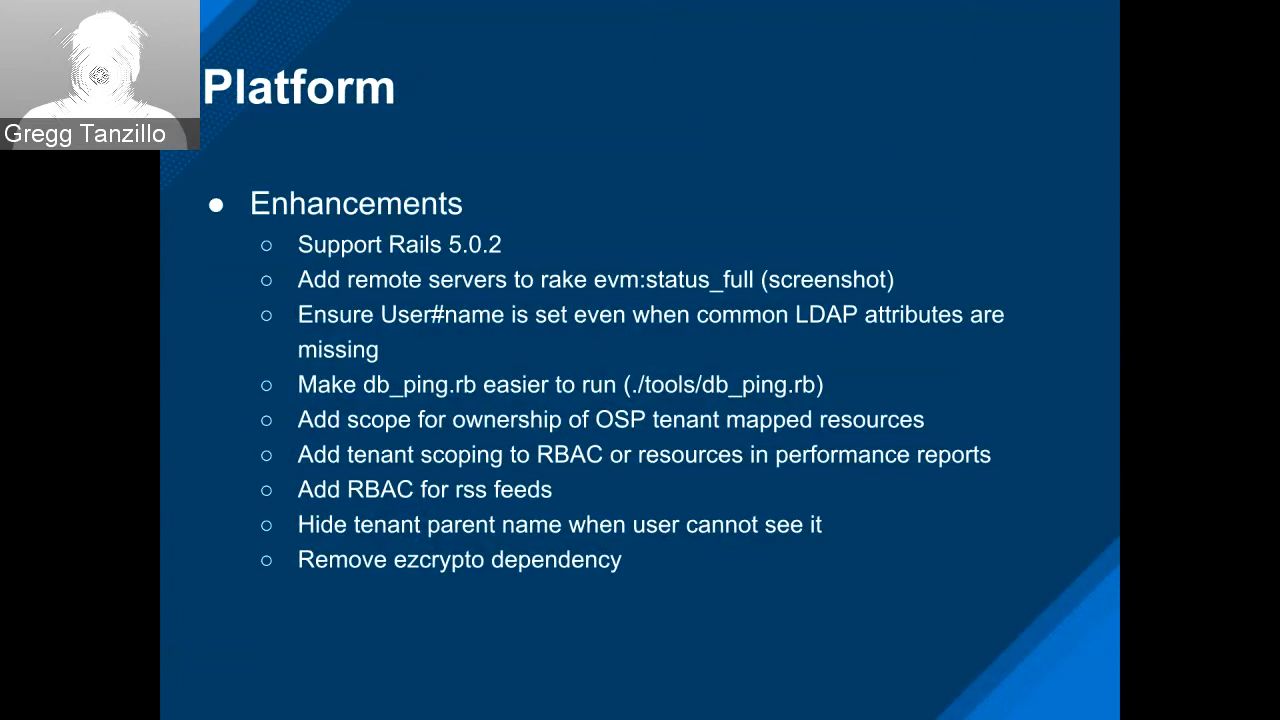 Gregg Tanzillo
Platform
● Enhancements
○ Support Rails 5.0.2
○ Add remote servers to rake evm:status_full (screenshot)
○ Ensure User#name is set even when common LDAP attributes are
missing
○ Make db_ping.rb easier to run (./tools/db_ping.rb)
○ Add scope for ownership of OSP tenant mapped resources
○ Add tenant scoping to RBAC or resources in performance reports
○ Add RBAC for rss feeds
○ Hide tenant parent name when user cannot see it
○ Remove ezcrypto dependency